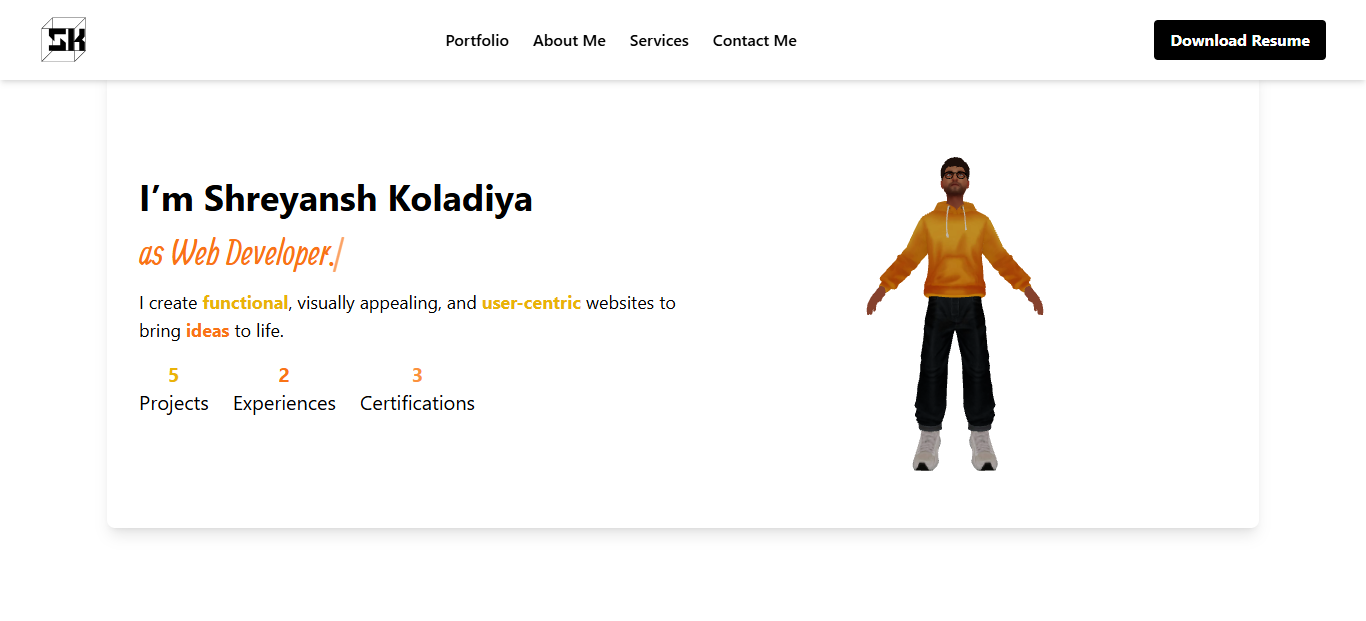 SK
Portfolio About Me Services Contact Me
Download Resume
I’m Shreyansh Koladiya
as Web Developer.|
I create functional, visually appealing, and user-centric websites to
bring ideas to life.
5 2 3
Projects Experiences Certifications